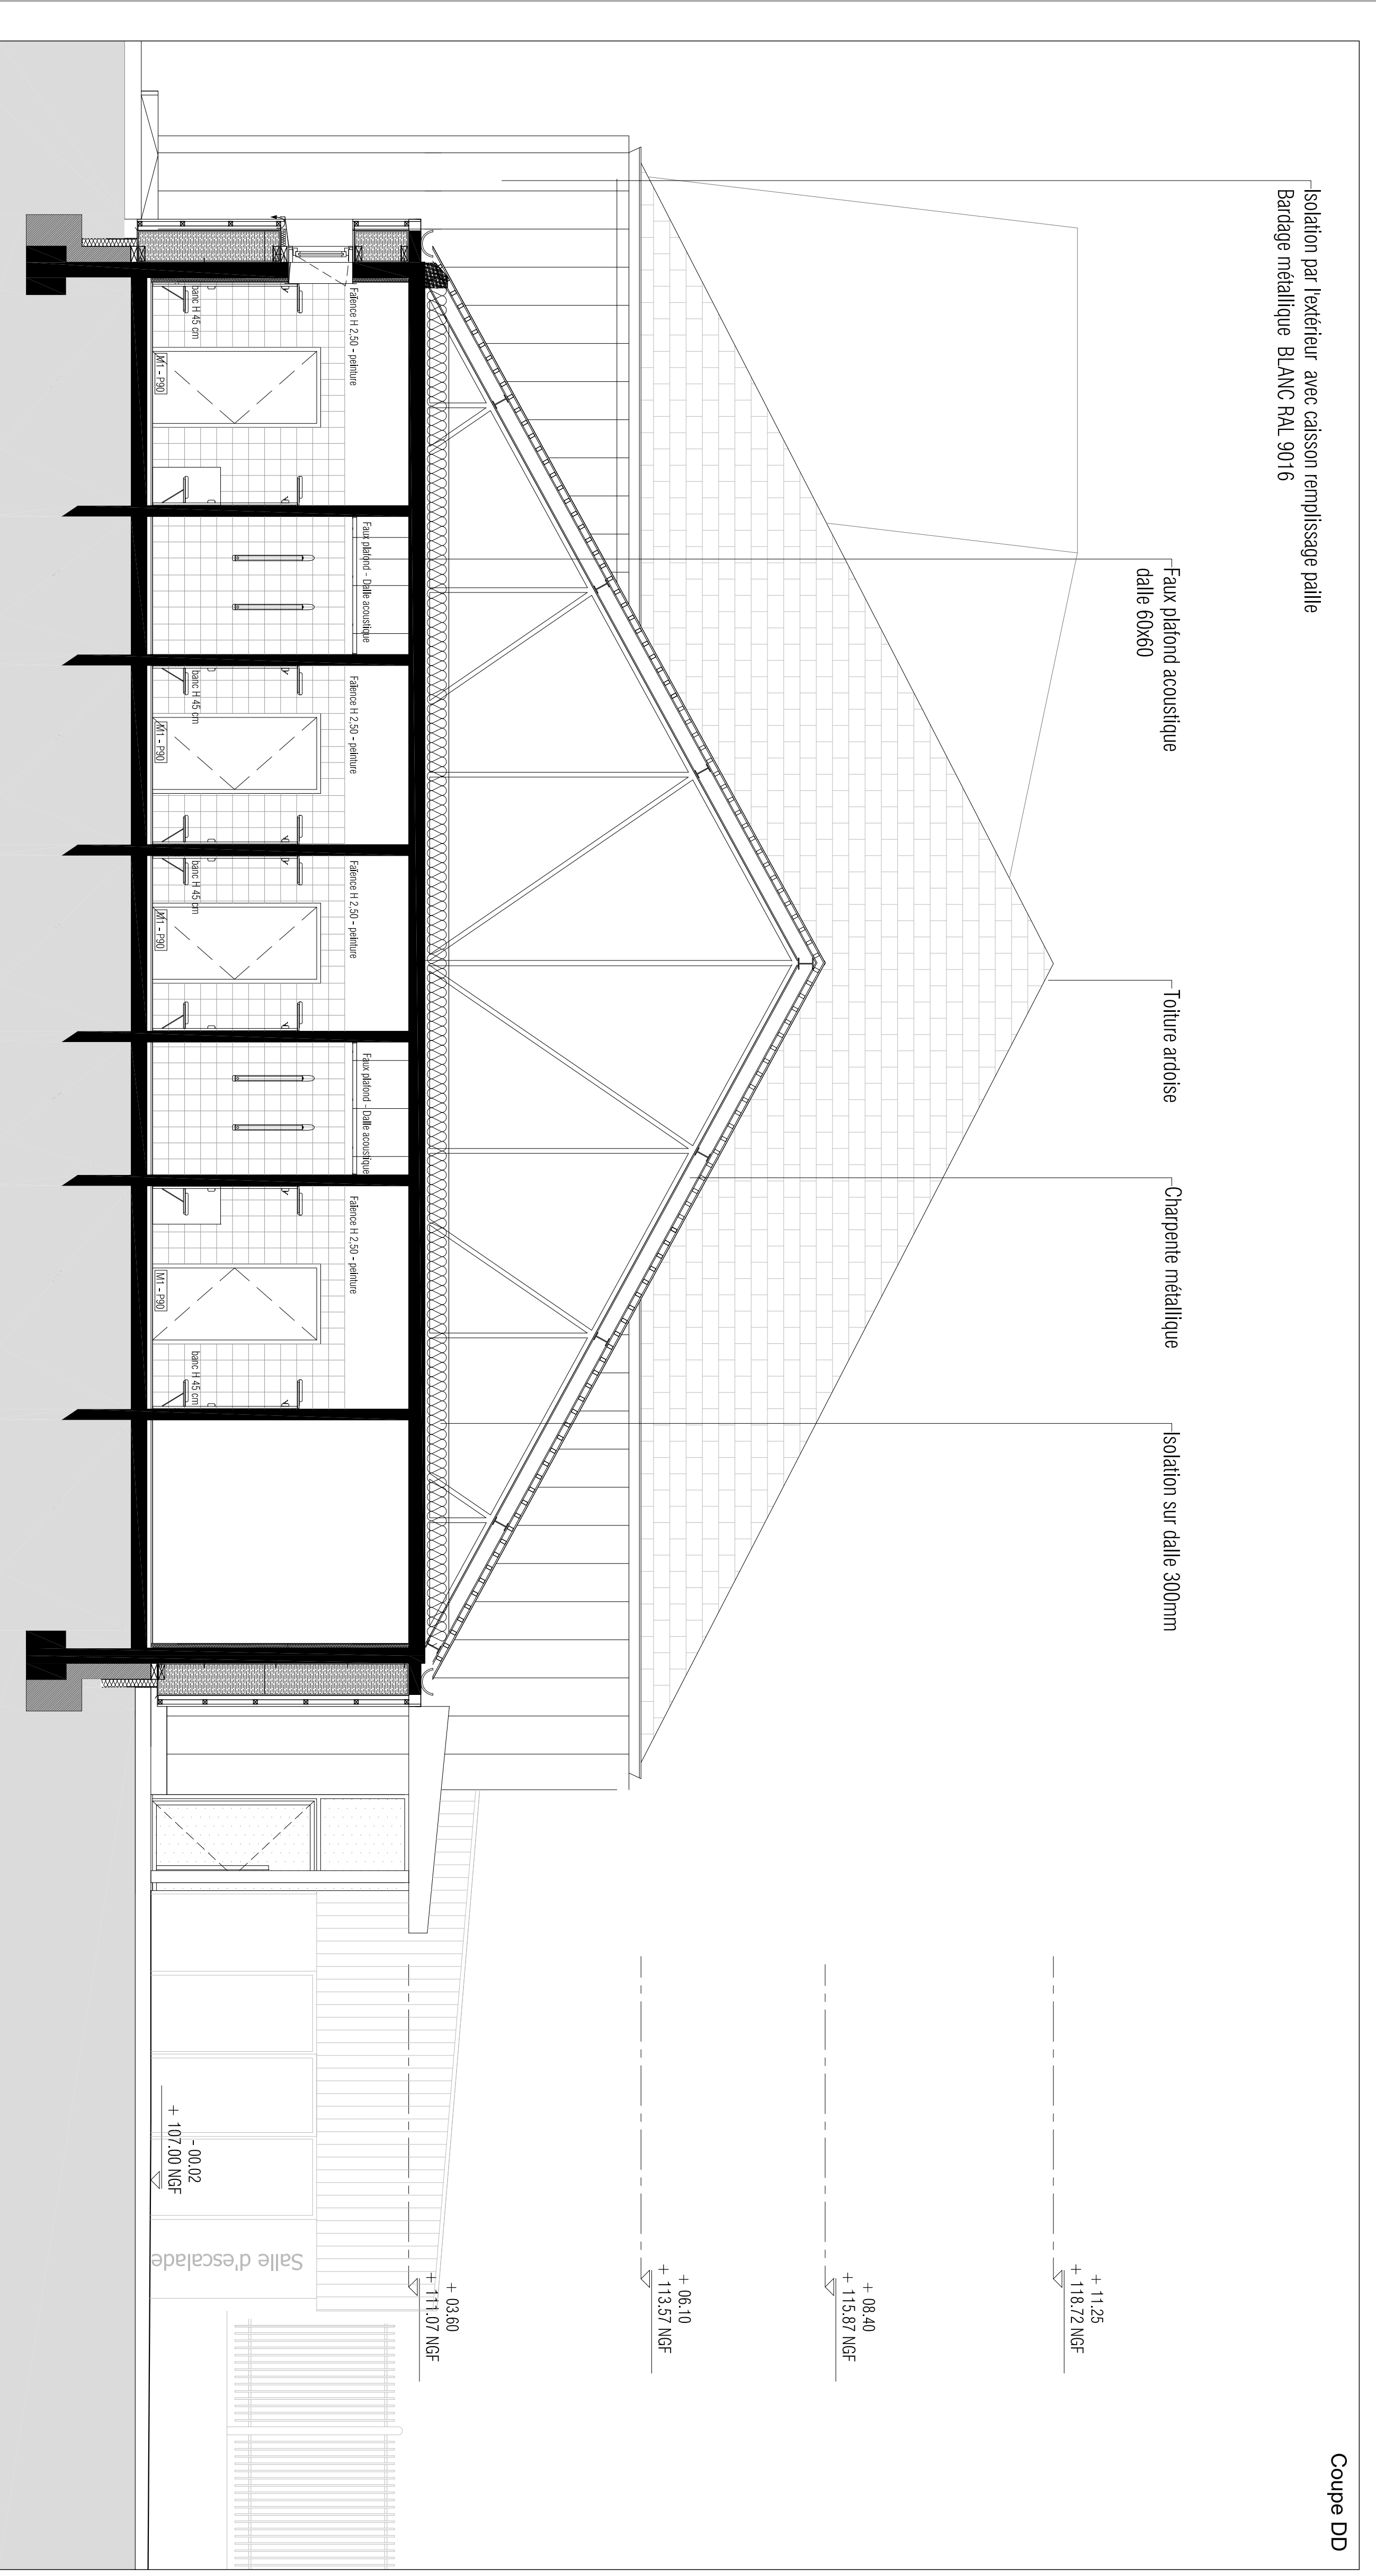 Coupe DD
Isolation par l'extérieur avec caisson remplissage paille
Bardage métallique BLANC RAL 9016
Faux plafond acoustique
dalle 60x60
Toiture ardoise
Charpente métallique
Isolation sur dalle 300mm
+ 11.25
+ 118.72 NGF
+ 08.40
+ 115.87 NGF
+ 06.10
+ 113.57 NGF
+ 03.60
+ 111.07 NGF
Faïence H 2,50 - peinture
Faux plafond - Dalle acoustique
Faïence H 2,50 - peinture
Faïence H 2,50 - peinture
Faux plafond - Dalle acoustique
Faïence H 2,50 - peinture
banc H 45 cm
banc H 45 cm
banc H 45 cm
banc H 45 cm
M1 - P90
M1 - P90
M1 - P90
M1 - P90
- 00.02
+ 107.00 NGF
Salle d'escalade